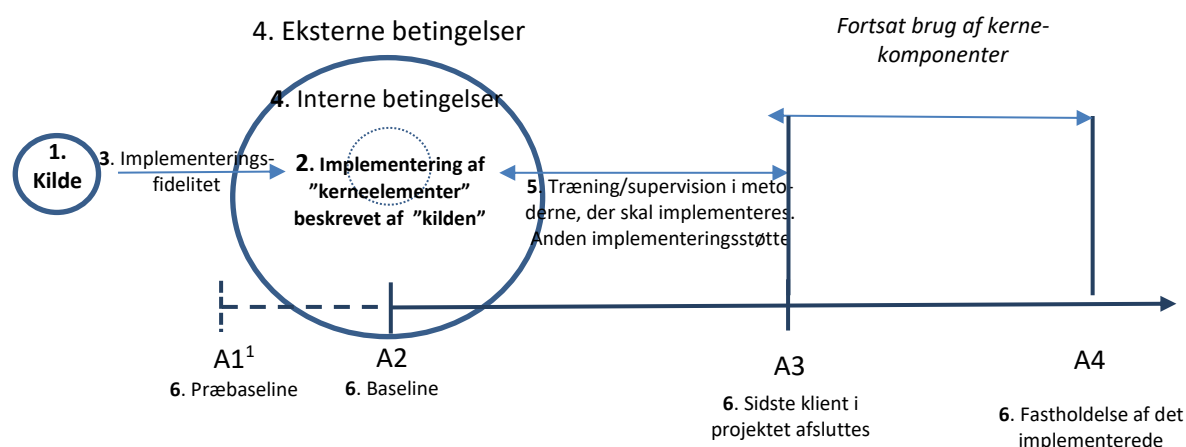 4. Eksterne betingelser
Fortsat brug af kerne-
komponenter
4. Interne betingelser
1.
Kilde
3. Implementerings-
fidelitet
2. Implementering af
”kerneelementer”
beskrevet af ”kilden”
5. Træning/supervision i meto-
derne, der skal implementeres.
Anden implementeringsstøtte
A1¹
6. Præbaseline
A2
6. Baseline
A3
6. Sidste klient i
projektet afsluttes
A4
6. Fastholdelse af det
implementerede